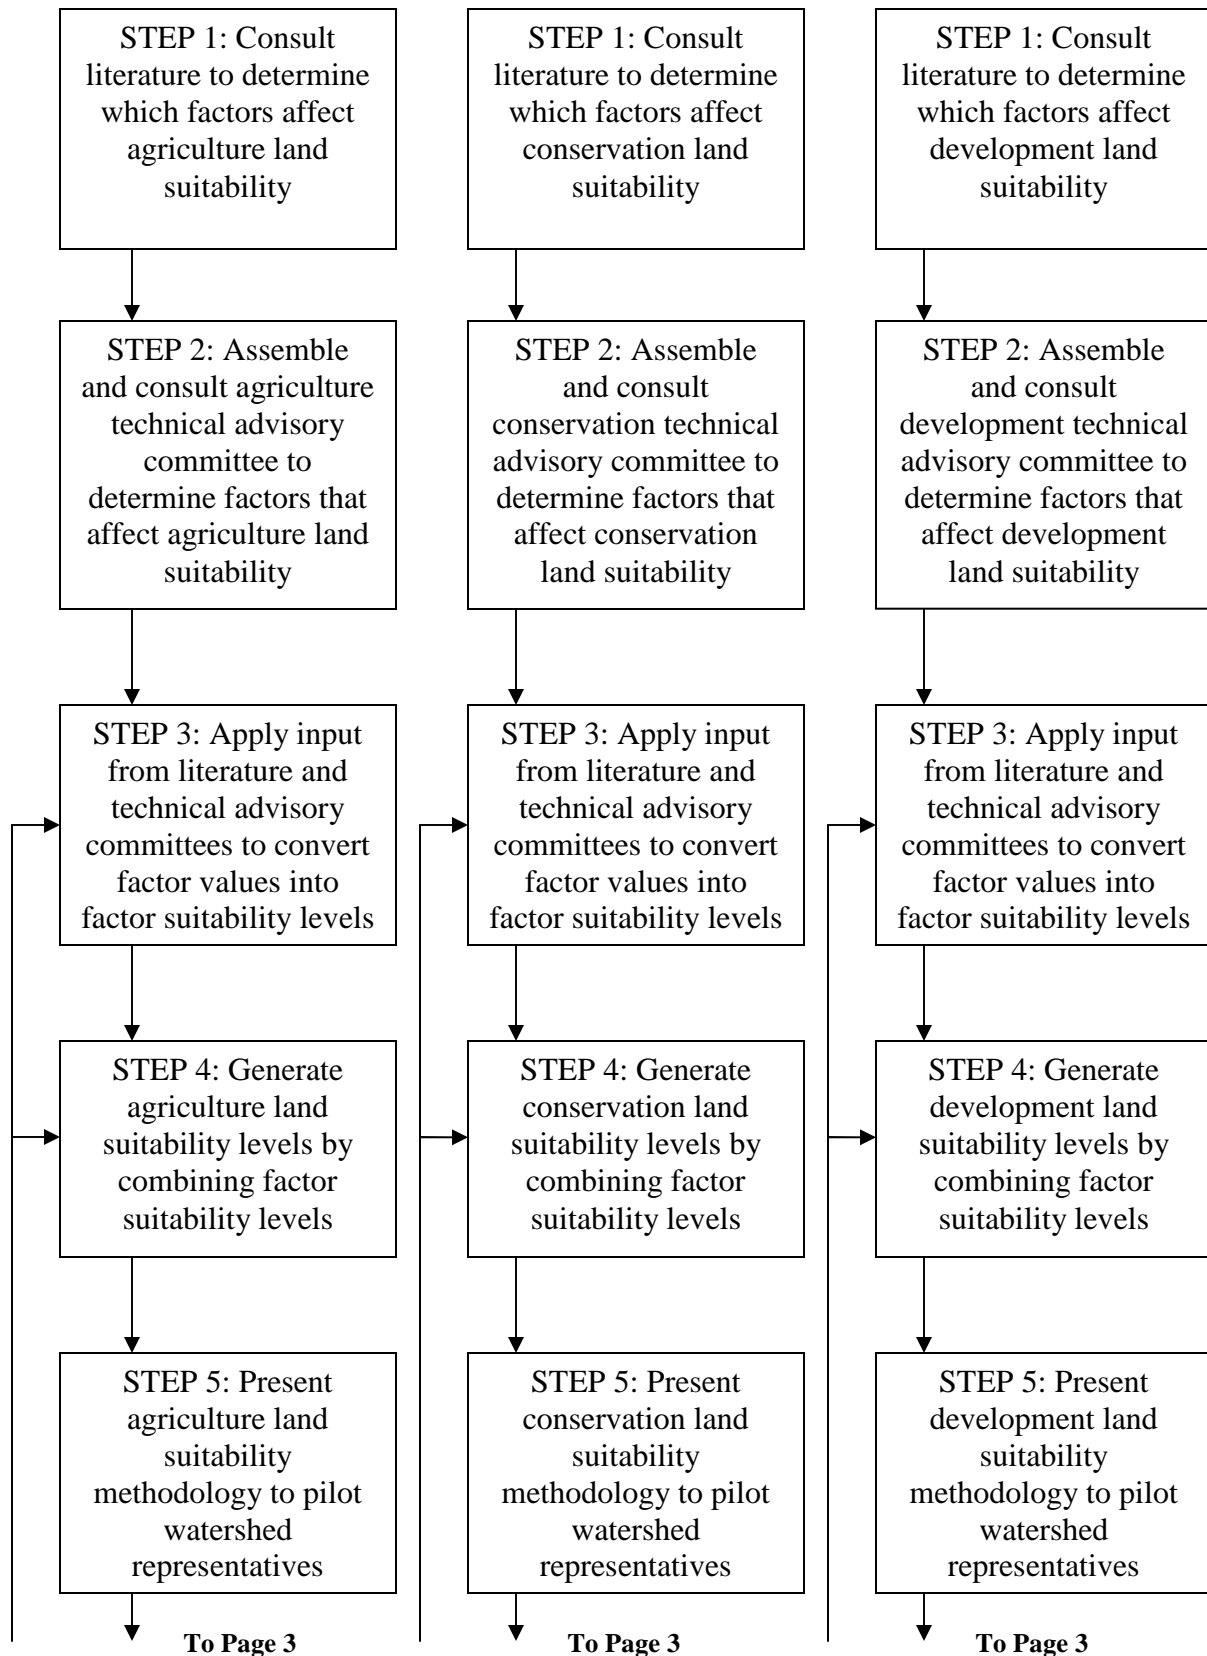 STEP 1: Consult
literature to determine
which factors affect
agriculture land
suitability
STEP 1: Consult
literature to determine
which factors affect
conservation land
suitability
STEP 1: Consult
literature to determine
which factors affect
development land
suitability
STEP 2: Assemble
and consult agriculture
technical advisory
committee to
determine factors that
affect agriculture land
suitability
STEP 2: Assemble
and consult
conservation technical
advisory committee to
determine factors that
affect conservation
land suitability
STEP 2: Assemble
and consult
development technical
advisory committee to
determine factors that
affect development
land suitability
STEP 3: Apply input
from literature and
technical advisory
committees to convert
factor values into
factor suitability levels
STEP 3: Apply input
from literature and
technical advisory
committees to convert
factor values into
factor suitability levels
STEP 3: Apply input
from literature and
technical advisory
committees to convert
factor values into
factor suitability levels
STEP 4: Generate
agriculture land
suitability levels by
combining factor
suitability levels
STEP 4: Generate
conservation land
suitability levels by
combining factor
suitability levels
STEP 4: Generate
development land
suitability levels by
combining factor
suitability levels
STEP 5: Present
agriculture land
suitability
methodology to pilot
watershed
representatives
STEP 5: Present
conservation land
suitability
methodology to pilot
watershed
representatives
STEP 5: Present
development land
suitability
methodology to pilot
watershed
representatives
To Page 3
To Page 3
To Page 3